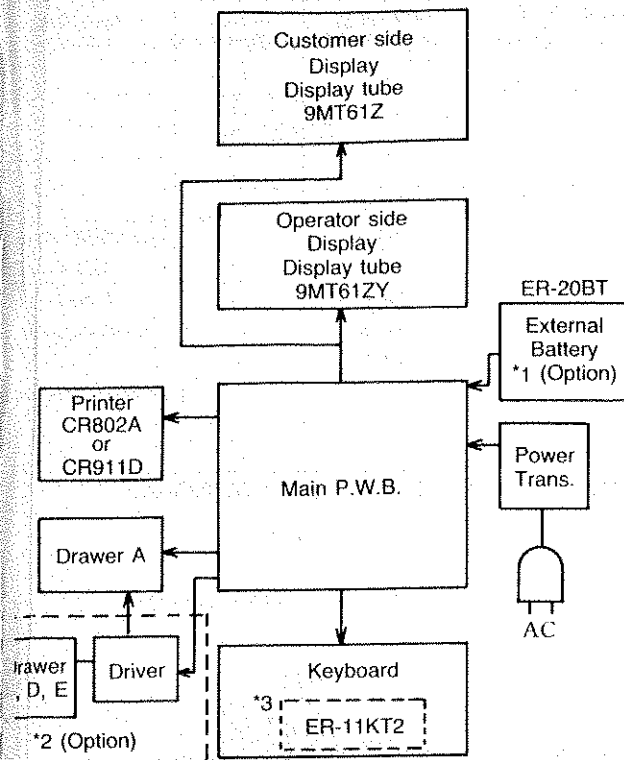 Customer side
Display
Display tube
9MT61Z
Operator side
Display
Display tube
9MT61ZY
ER-20BT
External
Battery
*1 (Option)
Printer
CR802A
or
CR911D
Main P.W.B.
Power
Trans.
Drawer A
AC
, D, E
Driver
*2 (Option)
Keyboard
*3
ER-11KT2